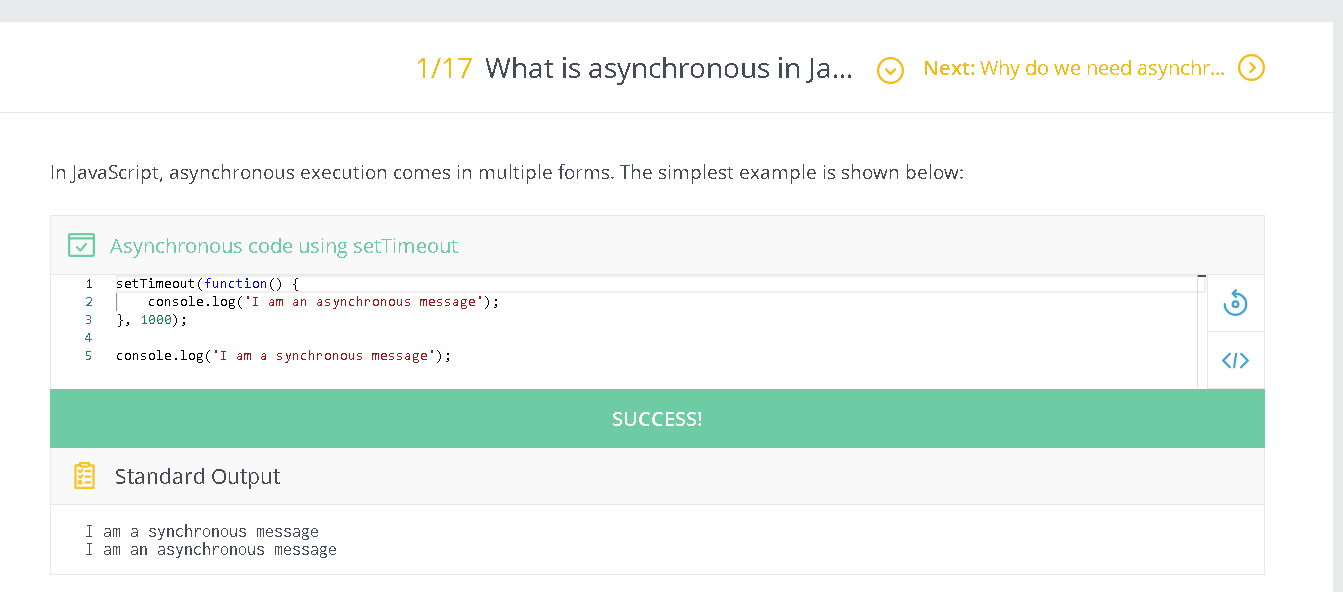 1/17 What is asynchronous in Ja... Next: Why do we need asynchr...
In JavaScript, asynchronous execution comes in multiple forms. The simplest example is shown below:
Asynchronous code using setTimeout
1 setTimeout(function() {
2     console.log('I am an asynchronous message');
3 }, 1000);
4
5 console.log('I am a synchronous message');
SUCCESS!
Standard Output
I am a synchronous message
I am an asynchronous message